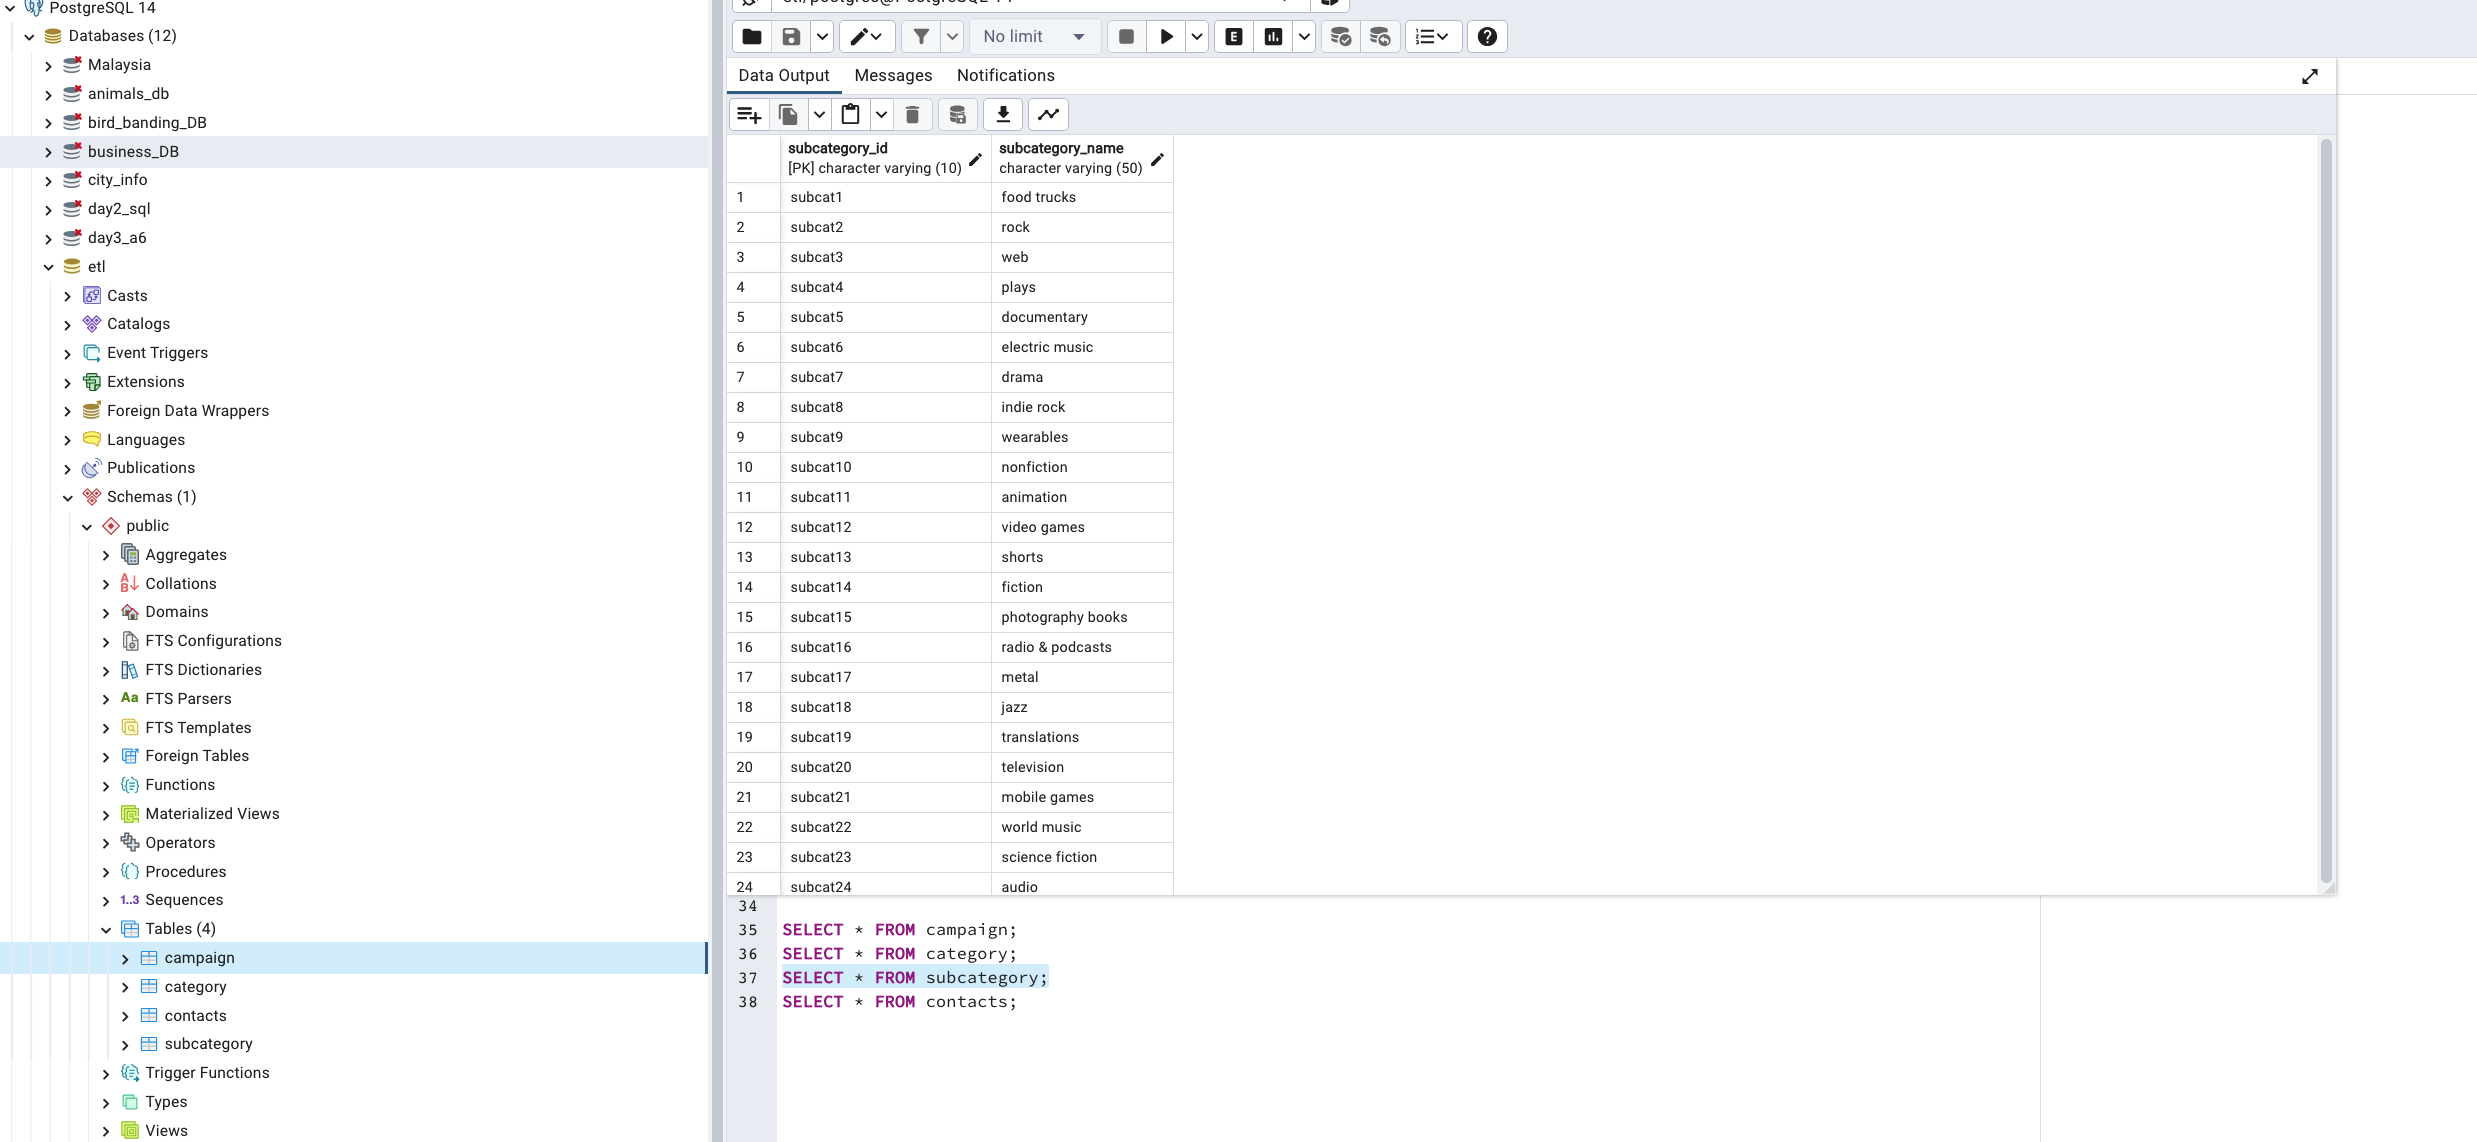 PostgreSQL 14
Databases (12)
Malaysia
animals_db
bird_banding_DB
business_DB
city_info
day2_sql
day3_a6
etl
Casts
Catalogs
Event Triggers
Extensions
Foreign Data Wrappers
Languages
Publications
Schemas (1)
public
Aggregates
Collations
Domains
FTS Configurations
FTS Dictionaries
Aa FTS Parsers
FTS Templates
Foreign Tables
Functions
Materialized Views
Operators
Procedures
1..3 Sequences
Tables (4)
campaign
category
contacts
subcategory
Trigger Functions
Types
Views
etl/postgres@PostgreSQL 14
No limit
E
Data Output Messages Notifications
subcategory_id subcategory_name
[PK] character varying (10) character varying (50)
1 subcat1 food trucks
2 subcat2 rock
3 subcat3 web
4 subcat4 plays
5 subcat5 documentary
6 subcat6 electric music
7 subcat7 drama
8 subcat8 indie rock
9 subcat9 wearables
10 subcat10 nonfiction
11 subcat11 animation
12 subcat12 video games
13 subcat13 shorts
14 subcat14 fiction
15 subcat15 photography books
16 subcat16 radio & podcasts
17 subcat17 metal
18 subcat18 jazz
19 subcat19 translations
20 subcat20 television
21 subcat21 mobile games
22 subcat22 world music
23 subcat23 science fiction
24 subcat24 audio
34
35 SELECT * FROM campaign;
36 SELECT * FROM category;
37 SELECT * FROM subcategory;
38 SELECT * FROM contacts;